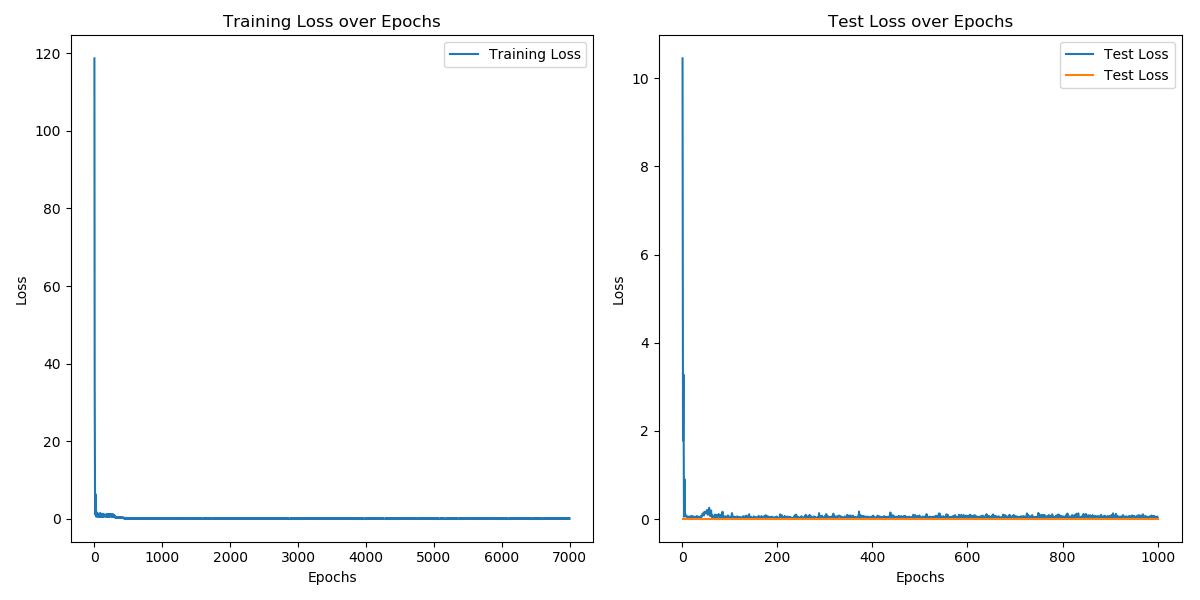 Training Loss over Epochs
Training Loss
120
100
80
60
40
20
0
Loss
0 1000 2000 3000 4000 5000 6000 7000
Epochs
Test Loss over Epochs
Test Loss
Test Loss
10
8
6
4
2
0
Loss
0 200 400 600 800 1000
Epochs